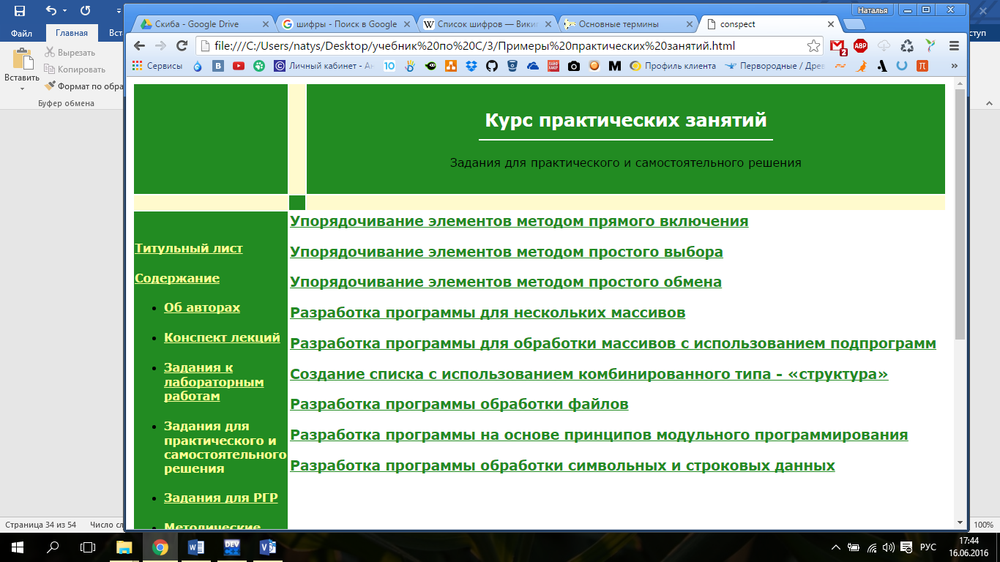 Файл
Главная
Вст
ступ
Вставить
Вырезать
Копировать
Формат по обра
Буфер обмена
Наталья
Скиба - Google Drive
шифры - Поиск в Google
Список шифров — Вики
Основные термины
conspect
file:///C:/Users/natys/Desktop/учебник%20по%20C/3/Примеры%20практических%20занятий.html
2
ABP
Сервисы
Личный кабинет - Ан
10
Профиль клиента
Первородные / Древ
»
Курс практических занятий
Задания для практического и самостоятельного решения
Титульный лист
Содержание
Об авторах
Конспект лекций
Задания к
лабораторным
работам
Задания для
практического и
самостоятельного
решения
Задания для РГР
Методические
Упорядочивание элементов методом прямого включения
Упорядочивание элементов методом простого выбора
Упорядочивание элементов методом простого обмена
Разработка программы для нескольких массивов
Разработка программы для обработки массивов с использованием подпрограмм
Создание списка с использованием комбинированного типа - «структура»
Разработка программы обработки файлов
Разработка программы на основе принципов модульного программирования
Разработка программы обработки символьных и строковых данных
Страница 34 из 54
Число сл
100%
DEV
РУС
17:44
16.06.2016